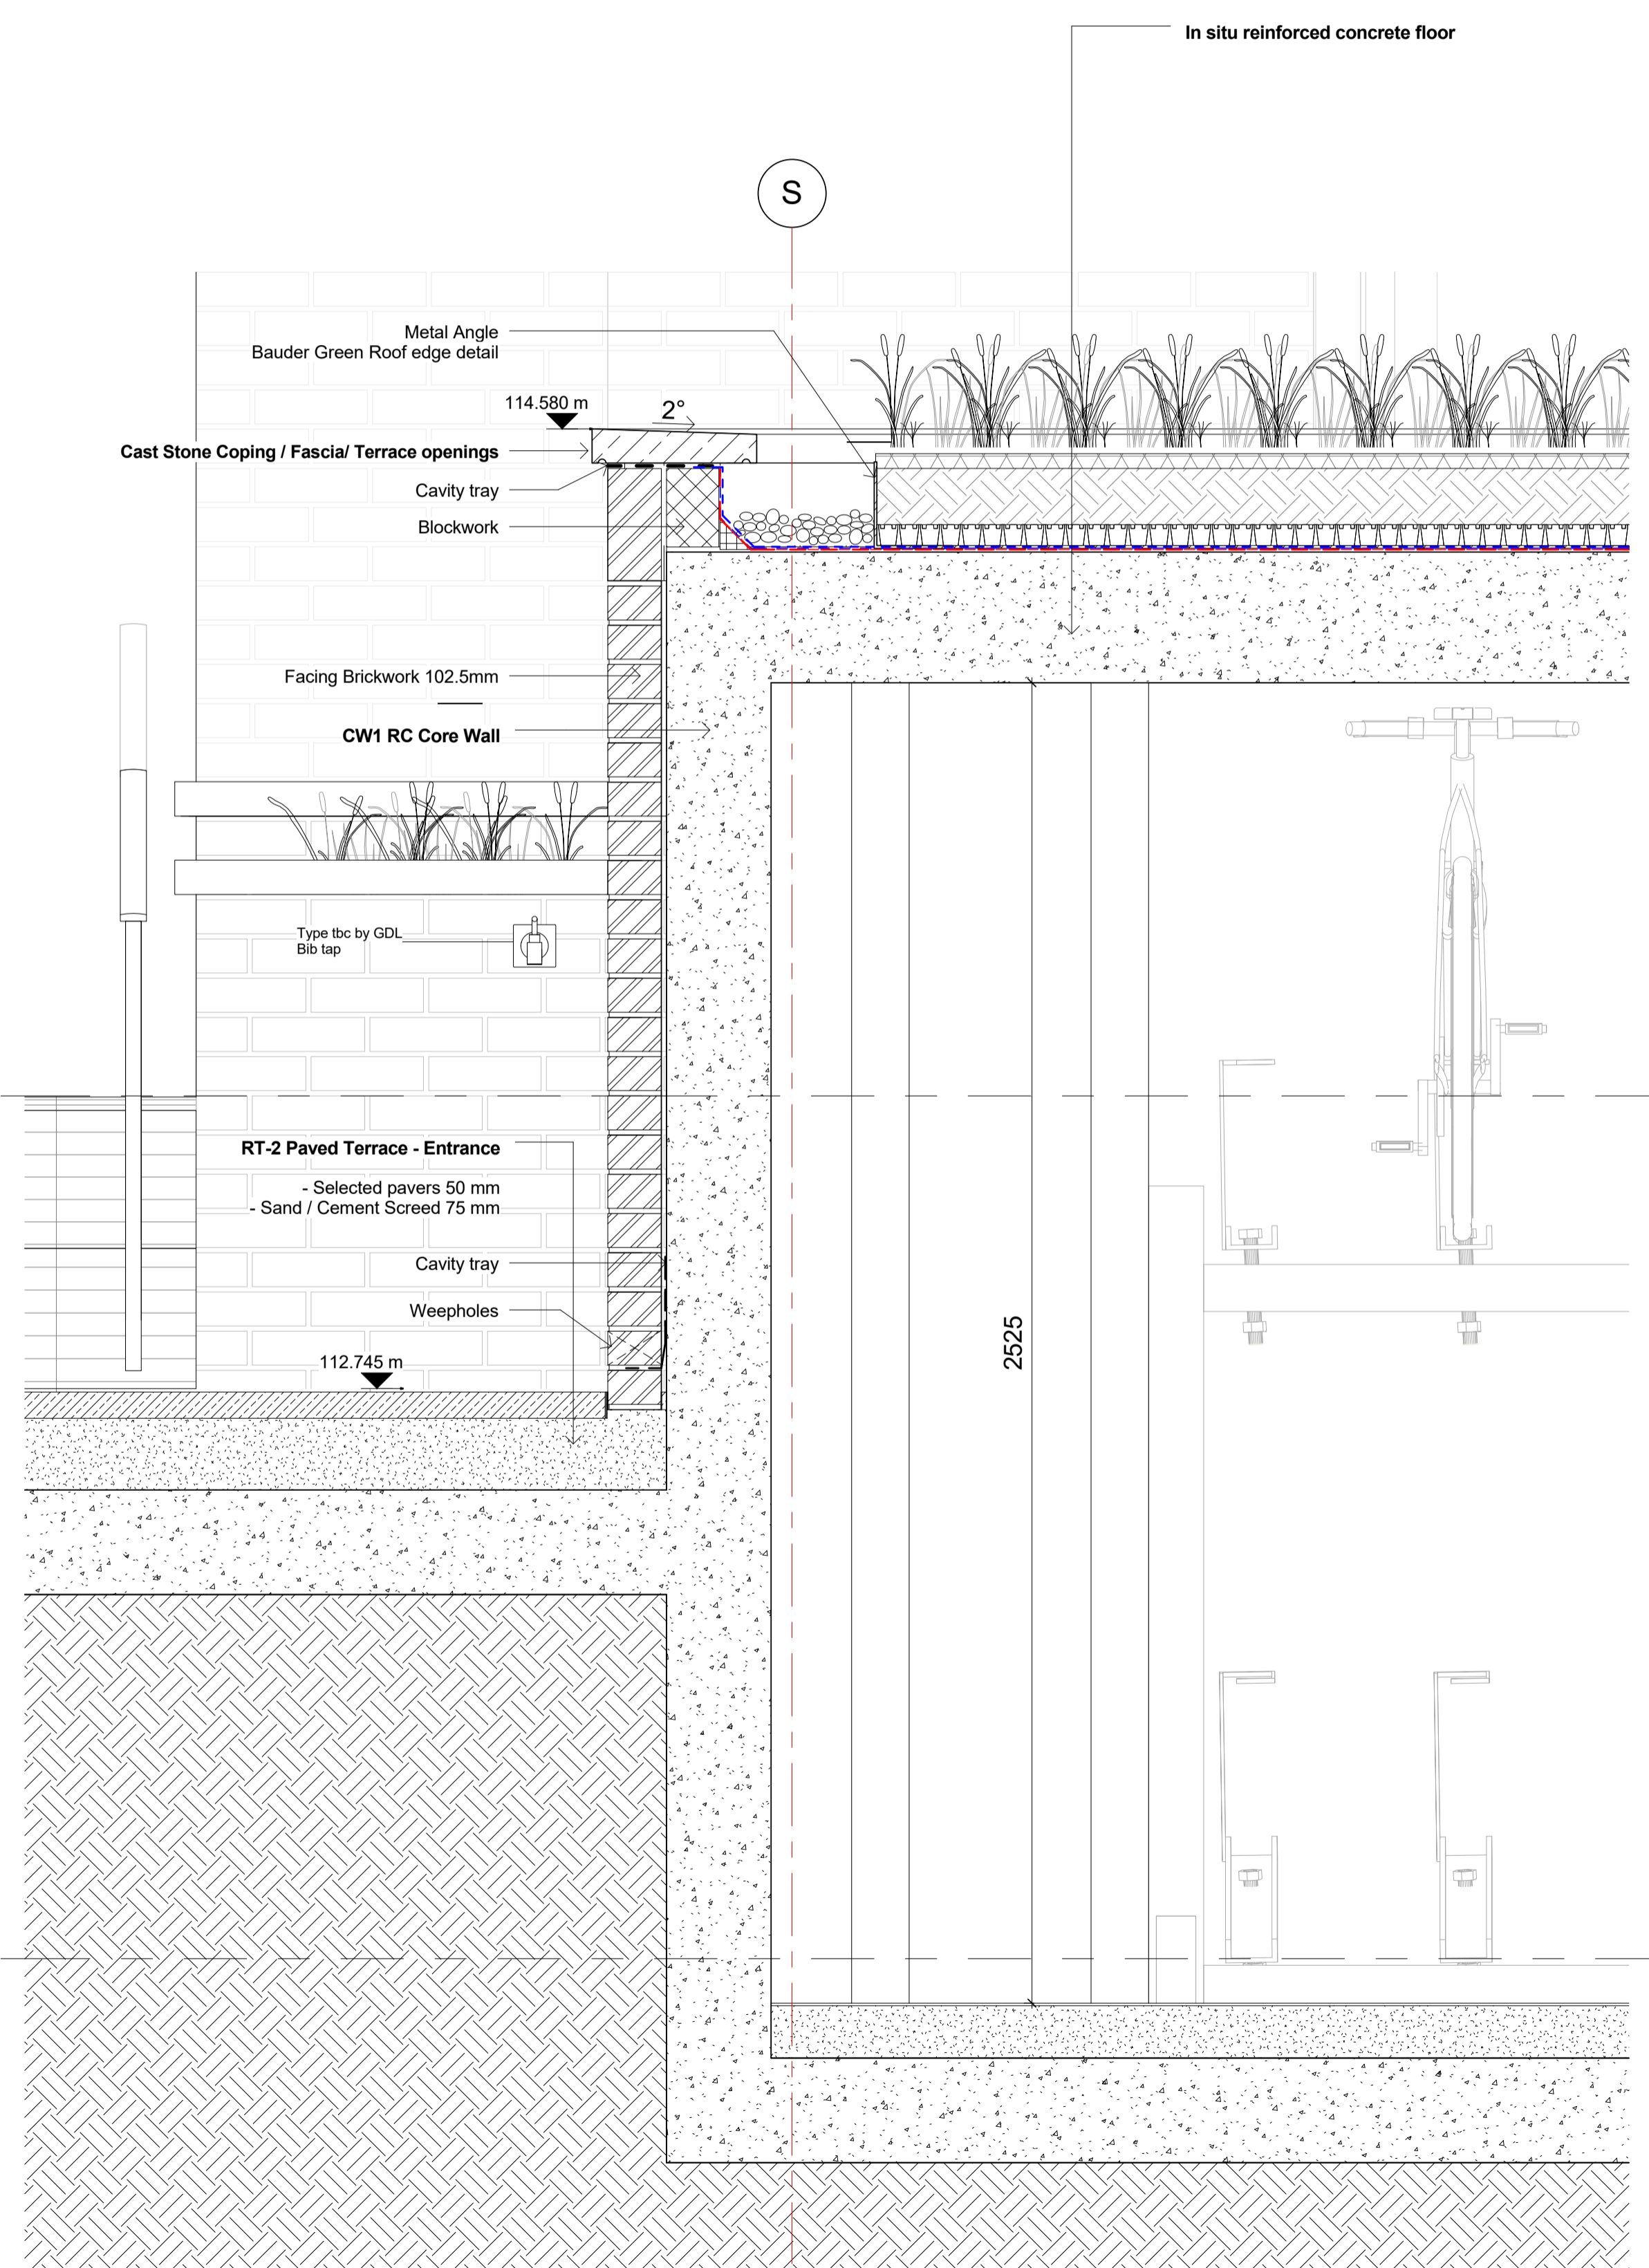 In situ reinforced concrete floor
S
Metal Angle
Bauder Green Roof edge detail
114.580 m
2°
Cast Stone Coping / Fascia/ Terrace openings
Cavity tray
Blockwork
Facing Brickwork 102.5mm
CW1 RC Core Wall
Type tbc by GDL
Bib tap
RT-2 Paved Terrace - Entrance
- Selected pavers 50 mm
- Sand / Cement Screed 75 mm
Cavity tray
Weepholes
2525
112.745 m